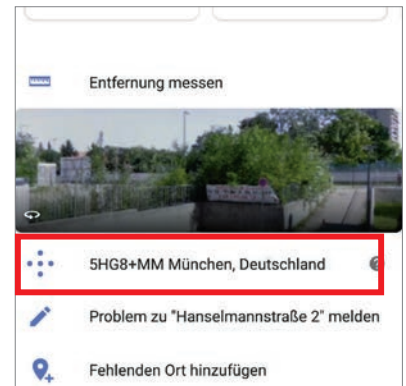 Entfernung messen
5HG8+MM München, Deutschland
Problem zu "Hanselmannstraße 2" melden
Fehlenden Ort hinzufügen